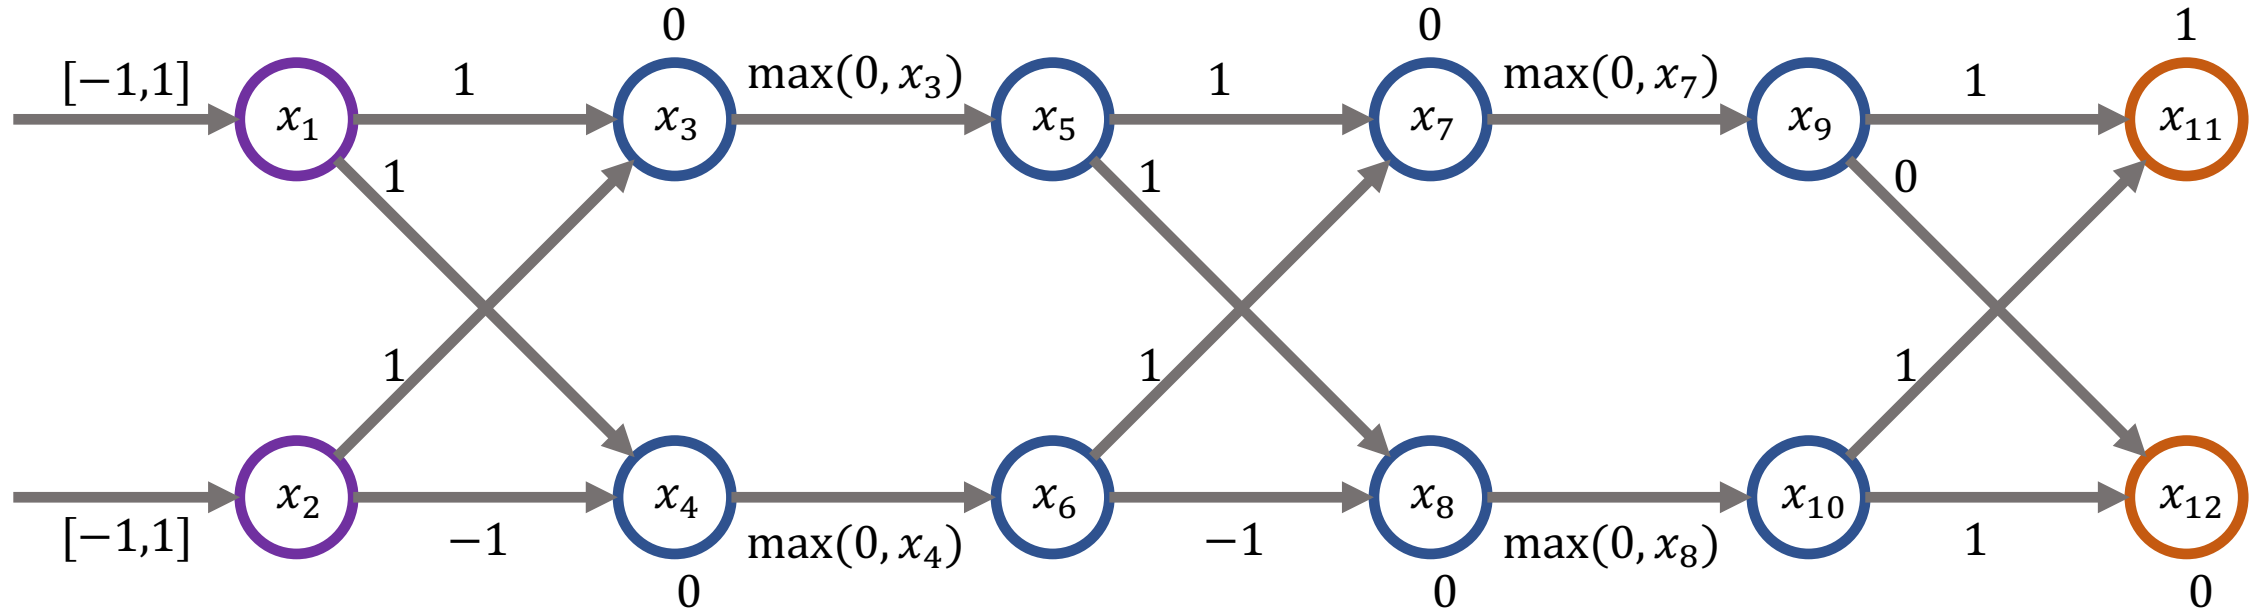 0 0 1
[−1,1] 1 max(0, x₃) 1 max(0, x₇) 1
x₁ x₃ x₅ x₇ x₉ x₁₁
1 1 0
1 1 1
x₂ x₄ x₆ x₈ x₁₀ x₁₂
[−1,1] −1 max(0, x₄) −1 max(0, x₈) 1
0 0 0